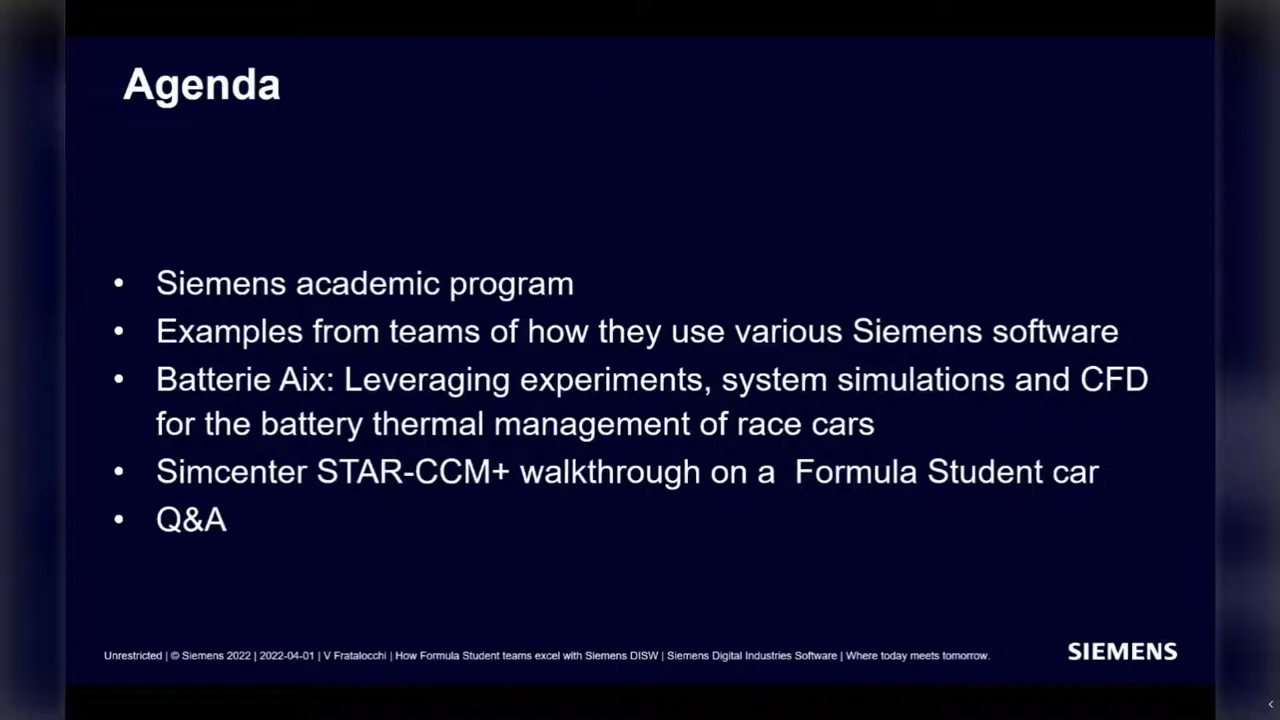 Agenda
• Siemens academic program
• Examples from teams of how they use various Siemens software
• Batterie Aix: Leveraging experiments, system simulations and CFD
for the battery thermal management of race cars
• Simcenter STAR-CCM+ walkthrough on a Formula Student car
• Q&A
Unrestricted | © Siemens 2022 | 2022-04-01 | V Fratalocchi | How Formula Student teams excel with Siemens DISW | Siemens Digital Industries Software | Where today meets tomorrow.
SIEMENS